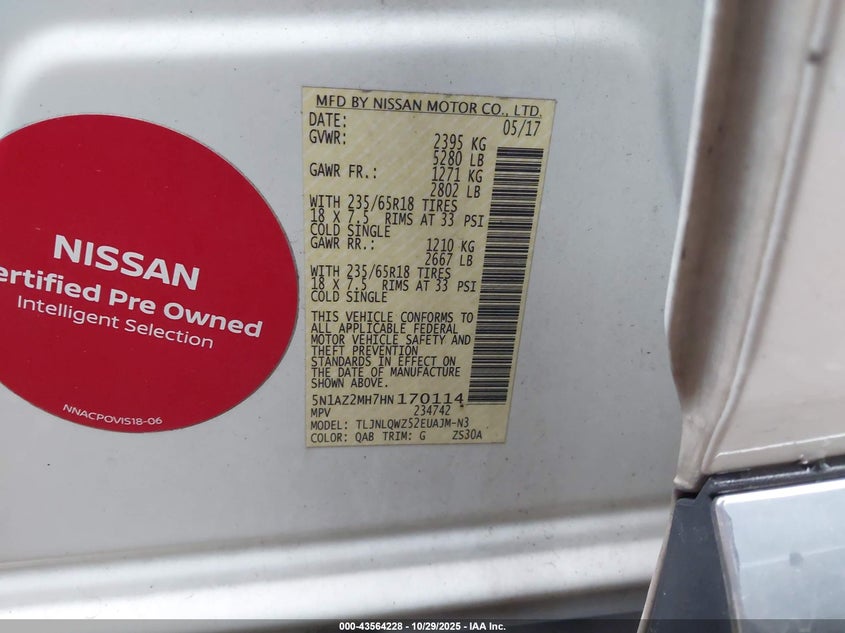 MFD BY NISSAN MOTOR CO., LTD.
DATE: 05/17
GVWR: 2395 KG
5280 LB
GAWR FR.: 1271 KG
2802 LB
WITH 235/65R18 TIRES
18 X 7.5 RIMS AT 33 PSI
COLD SINGLE
GAWR RR.: 1210 KG
2667 LB
WITH 235/65R18 TIRES
18 X 7.5 RIMS AT 33 PSI
COLD SINGLE
THIS VEHICLE CONFORMS TO
ALL APPLICABLE FEDERAL
MOTOR VEHICLE SAFETY AND
THEFT PREVENTION
STANDARDS IN EFFECT ON
THE DATE OF MANUFACTURE
SHOWN ABOVE.
5N1AZ2MH7HN170114
MPV 234742
MODEL: TLJNLQWZ52EUAJM-N3
COLOR: QAB TRIM: G ZS30A
NISSAN
ertified Pre Owned
Intelligent Selection
NNACPOVIS18-06
000-43564228 - 10/29/2025 - IAA Inc.